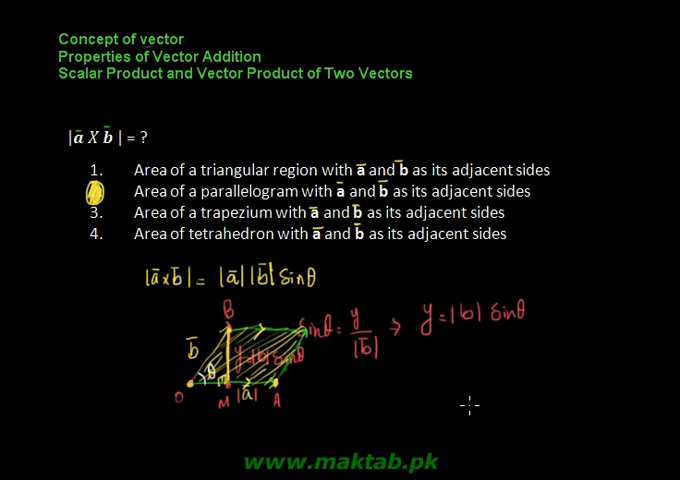 Concept of vector
Properties of Vector Addition
Scalar Product and Vector Product of Two Vectors
|a̅ X b̅ | = ?
1. Area of a triangular region with a̅ and b̅ as its adjacent sides
Area of a parallelogram with a̅ and b̅ as its adjacent sides
3. Area of a trapezium with a̅ and b̅ as its adjacent sides
4. Area of tetrahedron with a̅ and b̅ as its adjacent sides
|a̅ x b̅| = |a̅| |b̅| Sinθ
B
Sinθ = y / |b̅| → y = |b| Sinθ
b̅
y = |b| Sinθ
θ
O M |a̅| A
www.maktab.pk